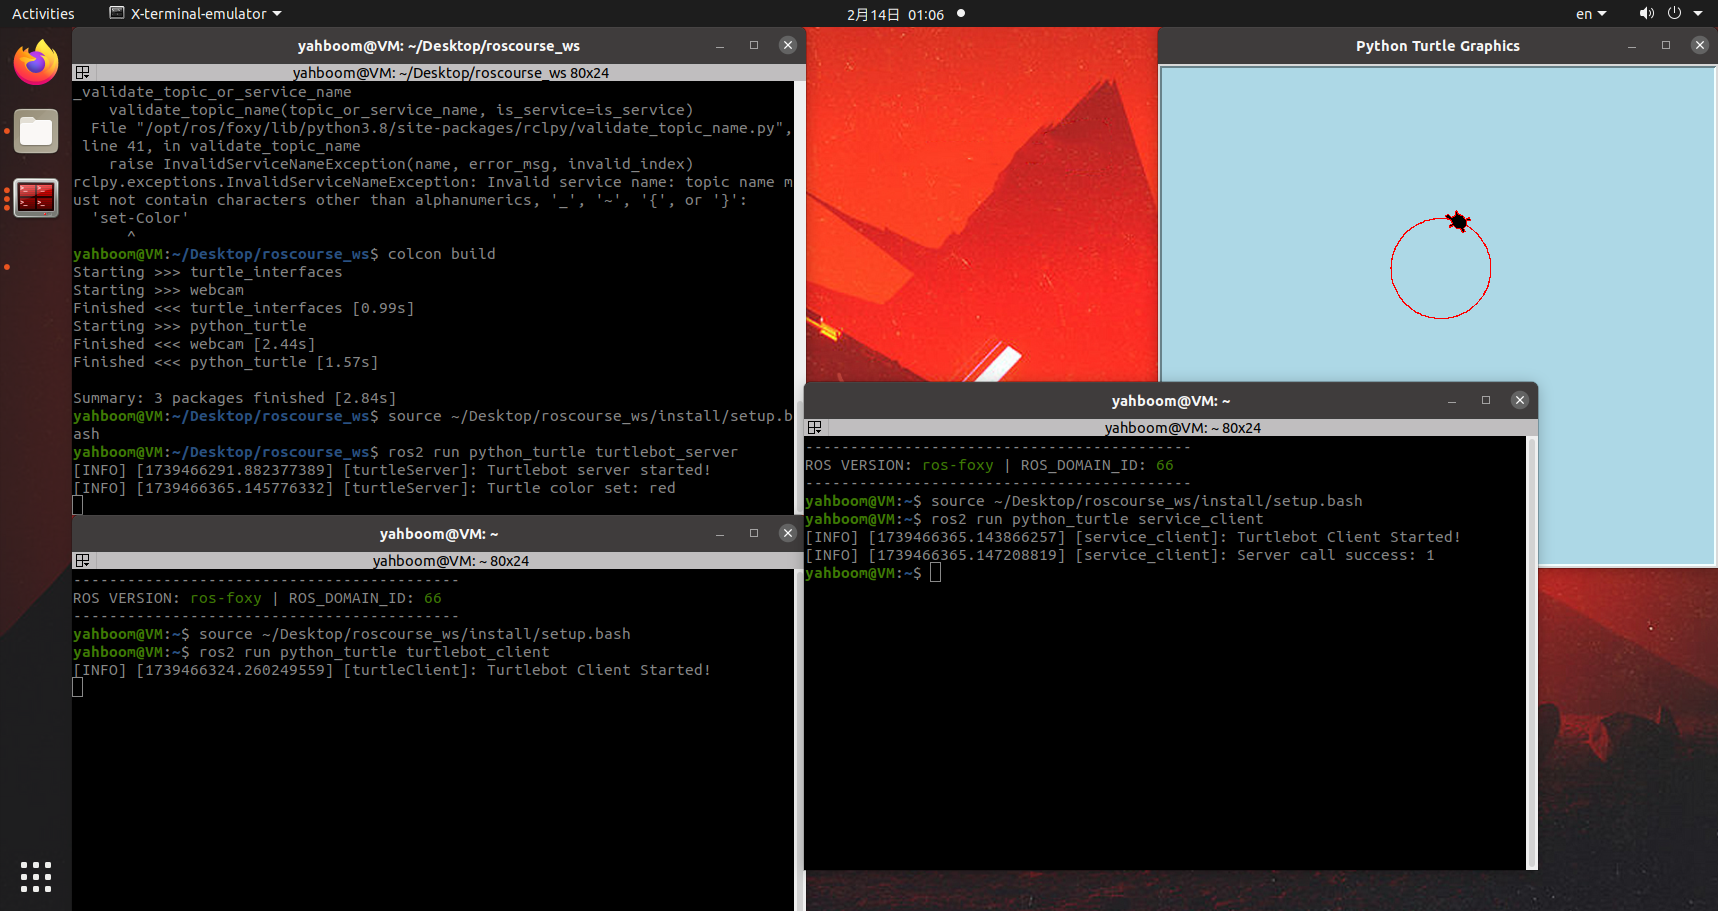 Activities
X-terminal-emulator
2月14日 01:06
en
yahboom@VM: ~/Desktop/roscourse_ws
yahboom@VM: ~/Desktop/roscourse_ws 80x24
_validate_topic_or_service_name
    validate_topic_name(topic_or_service_name, is_service=is_service)
  File "/opt/ros/foxy/lib/python3.8/site-packages/rclpy/validate_topic_name.py",
 line 41, in validate_topic_name
    raise InvalidServiceNameException(name, error_msg, invalid_index)
rclpy.exceptions.InvalidServiceNameException: Invalid service name: topic name m
ust not contain characters other than alphanumerics, '_', '~', '{', or '}':
  'set-Color'
      ^
yahboom@VM:~/Desktop/roscourse_ws$ colcon build
Starting >>> turtle_interfaces
Starting >>> webcam
Finished <<< turtle_interfaces [0.99s]
Starting >>> python_turtle
Finished <<< webcam [2.44s]
Finished <<< python_turtle [1.57s]
Summary: 3 packages finished [2.84s]
yahboom@VM:~/Desktop/roscourse_ws$ source ~/Desktop/roscourse_ws/install/setup.b
ash
yahboom@VM:~/Desktop/roscourse_ws$ ros2 run python_turtle turtlebot_server
[INFO] [1739466291.882377389] [turtleServer]: Turtlebot server started!
[INFO] [1739466365.145776332] [turtleServer]: Turtle color set: red
yahboom@VM: ~
yahboom@VM: ~ 80x24
-------------------------------------------
ROS VERSION: ros-foxy | ROS_DOMAIN_ID: 66
-------------------------------------------
yahboom@VM:~$ source ~/Desktop/roscourse_ws/install/setup.bash
yahboom@VM:~$ ros2 run python_turtle turtlebot_client
[INFO] [1739466324.260249559] [turtleClient]: Turtlebot Client Started!
Python Turtle Graphics
yahboom@VM: ~
yahboom@VM: ~ 80x24
-------------------------------------------
ROS VERSION: ros-foxy | ROS_DOMAIN_ID: 66
-------------------------------------------
yahboom@VM:~$ source ~/Desktop/roscourse_ws/install/setup.bash
yahboom@VM:~$ ros2 run python_turtle service_client
[INFO] [1739466365.143866257] [service_client]: Turtlebot Client Started!
[INFO] [1739466365.147208819] [service_client]: Server call success: 1
yahboom@VM:~$